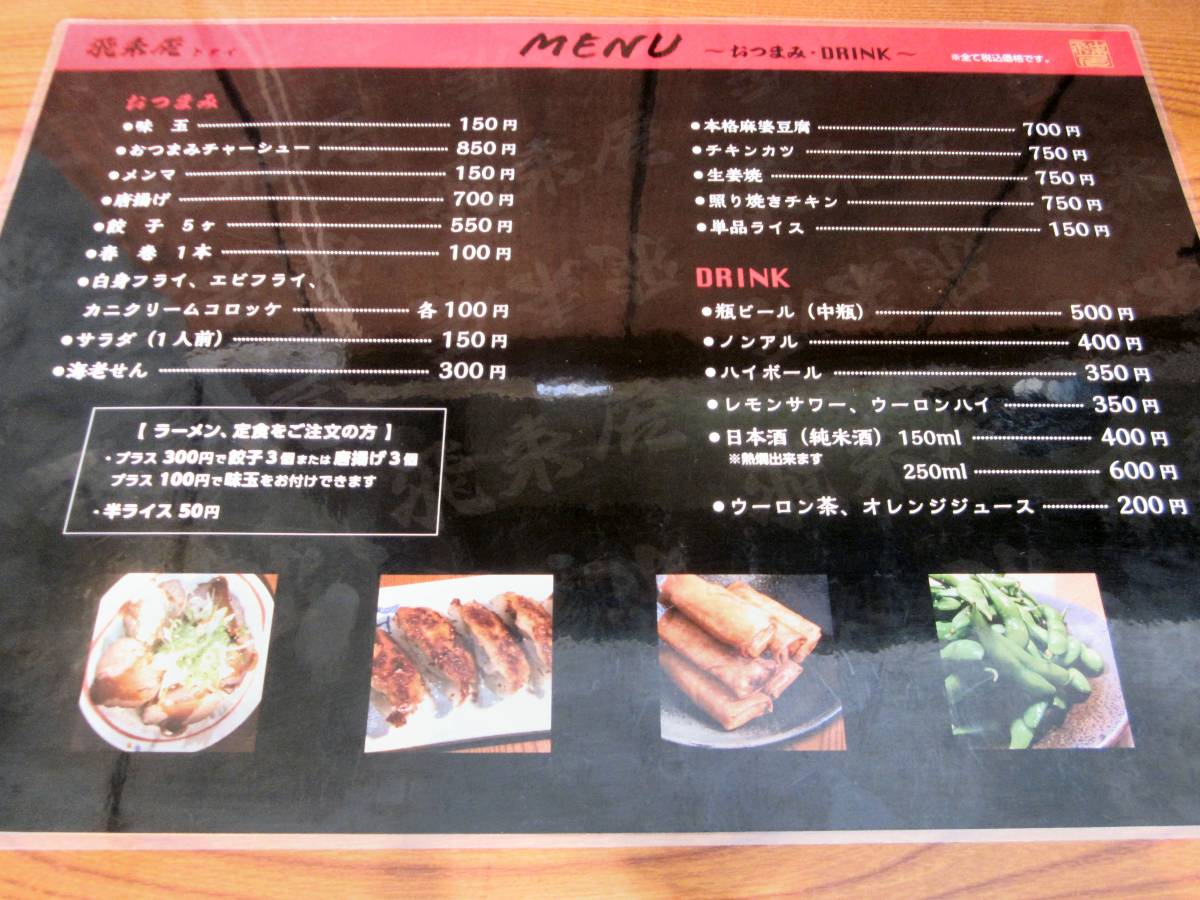 飛来屋 トライ
MENU ～おつまみ・DRINK～
※全て税込価格です。
おつまみ
●味 玉 150円
●おつまみチャーシュー 850円
●メンマ 150円
●唐揚げ 700円
●餃 子 5ヶ 550円
●春 巻 1本 100円
●白身フライ、エビフライ、
カニクリームコロッケ 各100円
●サラダ(1人前) 150円
●海老せん 300円
【 ラーメン、定食をご注文の方 】
・プラス 300円で餃子3個または唐揚げ3個
プラス 100円で味玉をお付けできます
・半ライス 50円
●本格麻婆豆腐 700円
●チキンカツ 750円
●生姜焼 750円
●照り焼きチキン 750円
●単品ライス 150円
DRINK
●瓶ビール(中瓶) 500円
●ノンアル 400円
●ハイボール 350円
●レモンサワー、ウーロンハイ 350円
●日本酒(純米酒) 150ml 400円
※熱燗出来ます
250ml 600円
●ウーロン茶、オレンジジュース 200円